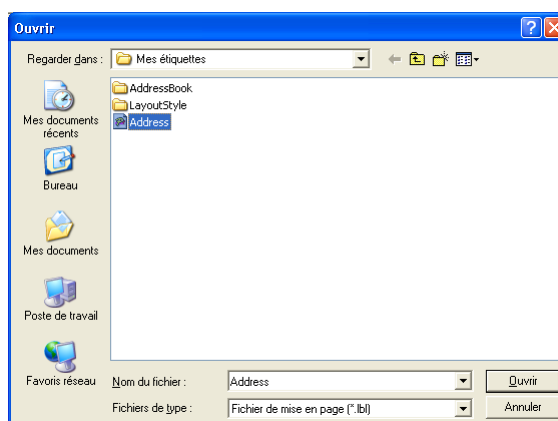 Ouvrir
Regarder dans :
Mes étiquettes
AddressBook
LayoutStyle
Address
Mes documents
récents
Bureau
Mes documents
Poste de travail
Favoris réseau
Nom du fichier :
Address
Ouvrir
Fichiers de type :
Fichier de mise en page (*.lbl)
Annuler